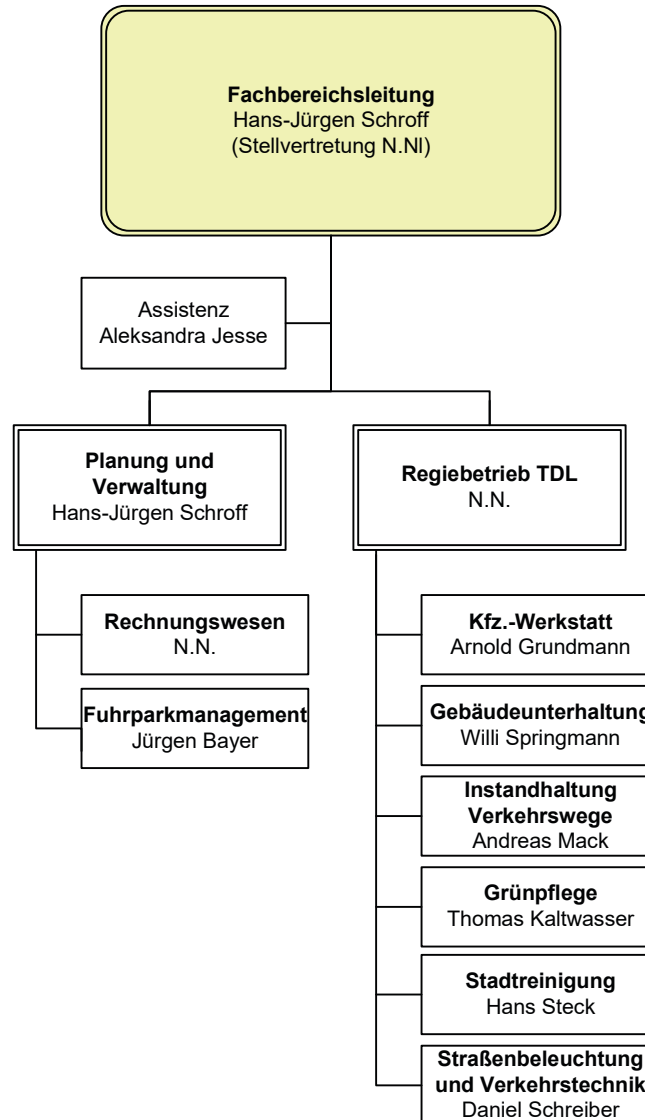 Fachbereichsleitung
Hans-Jürgen Schroff
(Stellvertretung N.NI)
Assistenz
Aleksandra Jesse
Planung und
Verwaltung
Hans-Jürgen Schroff
Regiebetrieb TDL
N.N.
Rechnungswesen
N.N.
Fuhrparkmanagement
Jürgen Bayer
Kfz.-Werkstatt
Arnold Grundmann
Gebäudeunterhaltung
Willi Springmann
Instandhaltung
Verkehrswege
Andreas Mack
Grünpflege
Thomas Kaltwasser
Stadtreinigung
Hans Steck
Straßenbeleuchtung
und Verkehrstechnik
Daniel Schreiber